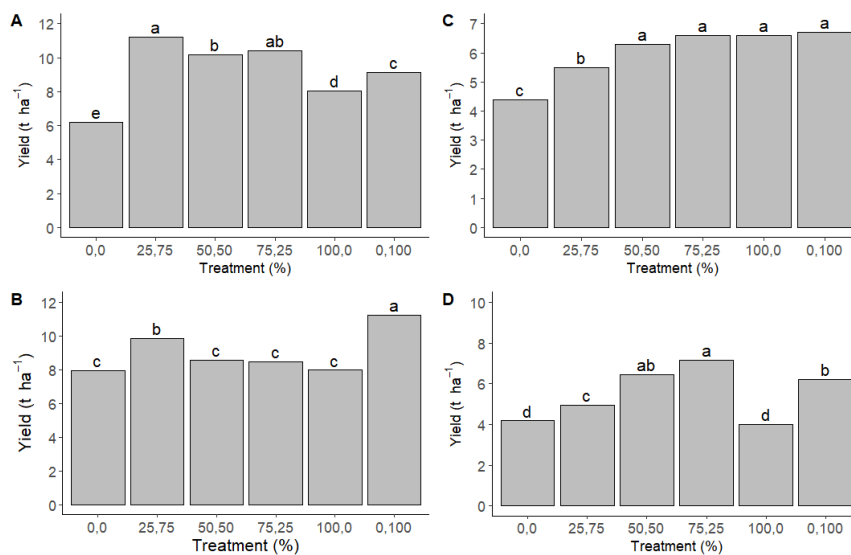 A
Yield (t ha⁻¹)
12
10
8
6
4
2
0
e
a
b
ab
d
c
0,0 25,75 50,50 75,25 100,0 0,100
Treatment (%)
C
Yield (t ha⁻¹)
7
6
5
4
3
2
1
0
c
b
a
a
a
a
0,0 25,75 50,50 75,25 100,0 0,100
Treatment (%)
B
Yield (t ha⁻¹)
12
10
8
6
4
2
0
c
b
c
c
c
a
0,0 25,75 50,50 75,25 100,0 0,100
Treatment (%)
D
Yield (t ha⁻¹)
10
8
6
4
2
0
d
c
ab
a
d
b
0,0 25,75 50,50 75,25 100,0 0,100
Treatment (%)